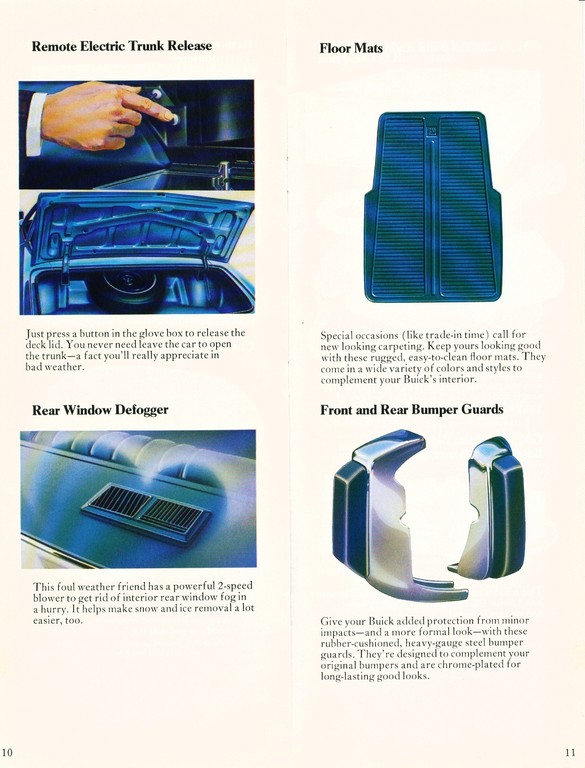 Remote Electric Trunk Release
Just press a button in the glove box to release the
deck lid. You never need leave the car to open
the trunk—a fact you'll really appreciate in
bad weather.
Rear Window Defogger
This foul weather friend has a powerful 2-speed
blower to get rid of interior rear window fog in
a hurry. It helps make snow and ice removal a lot
easier, too.
10
Floor Mats
Special occasions (like trade-in time) call for
new looking carpeting. Keep yours looking good
with these rugged, easy-to-clean floor mats. They
come in a wide variety of colors and styles to
complement your Buick's interior.
Front and Rear Bumper Guards
Give your Buick added protection from minor
impacts—and a more formal look—with these
rubber-cushioned, heavy-gauge steel bumper
guards. They're designed to complement your
original bumpers and are chrome-plated for
long-lasting good looks.
11